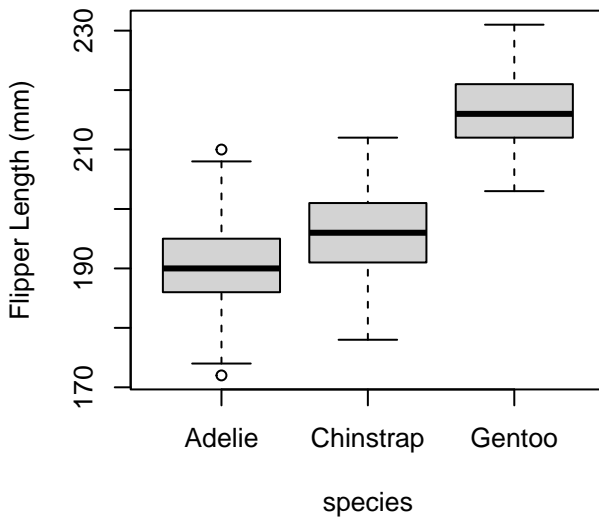 Flipper Length (mm)
230
210
190
170
Adelie Chinstrap Gentoo
species